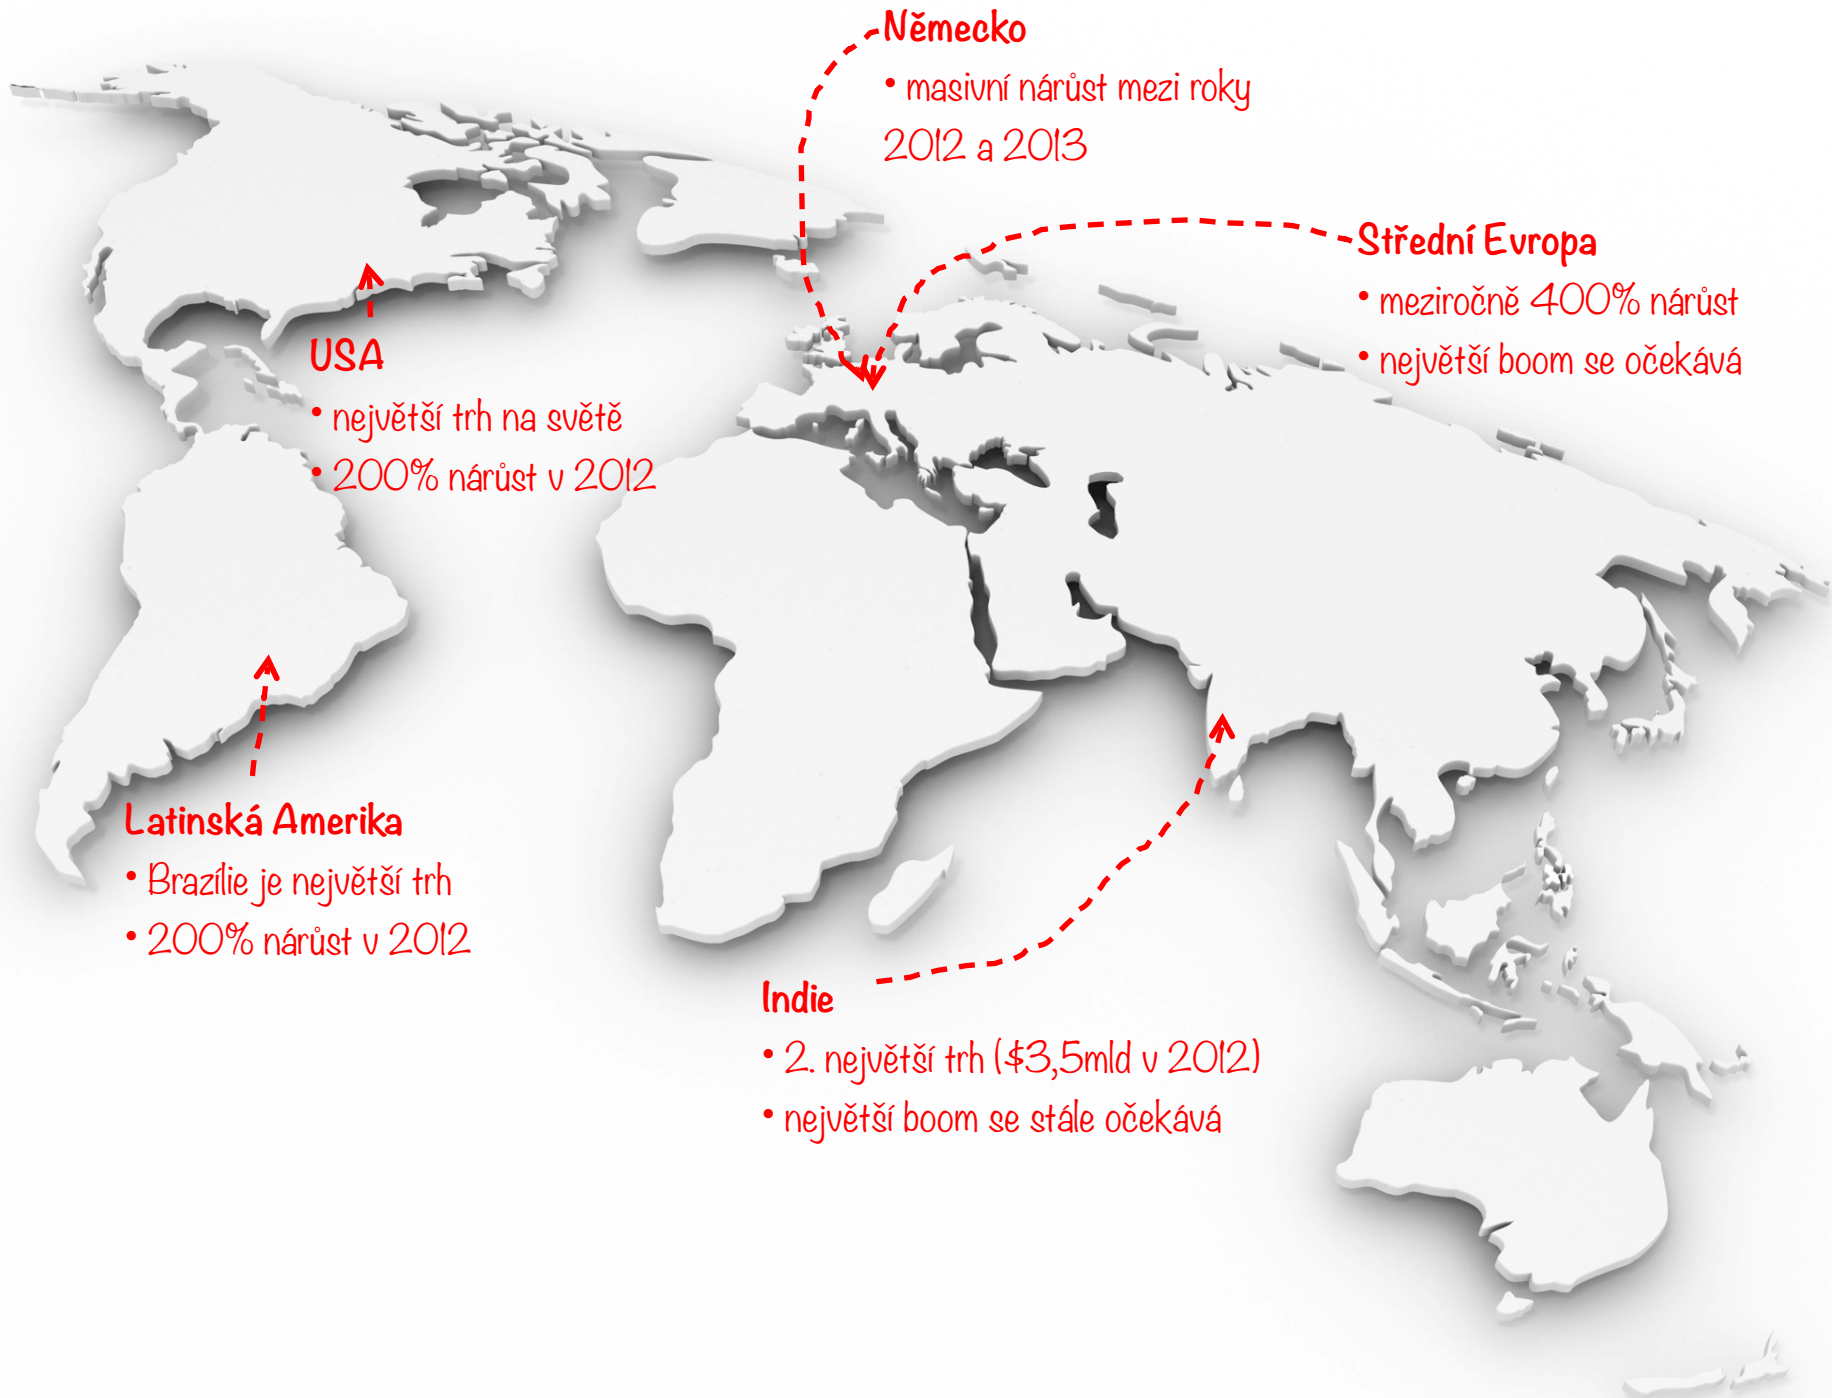 Německo
• masivní nárůst mezi roky
2012 a 2013
Střední Evropa
• meziročně 400% nárůst
• největší boom se očekává
USA
• největší trh na světě
• 200% nárůst v 2012
Latinská Amerika
• Brazílie je největší trh
• 200% nárůst v 2012
Indie
• 2. největší trh ($3,5mld v 2012)
• největší boom se stále očekává